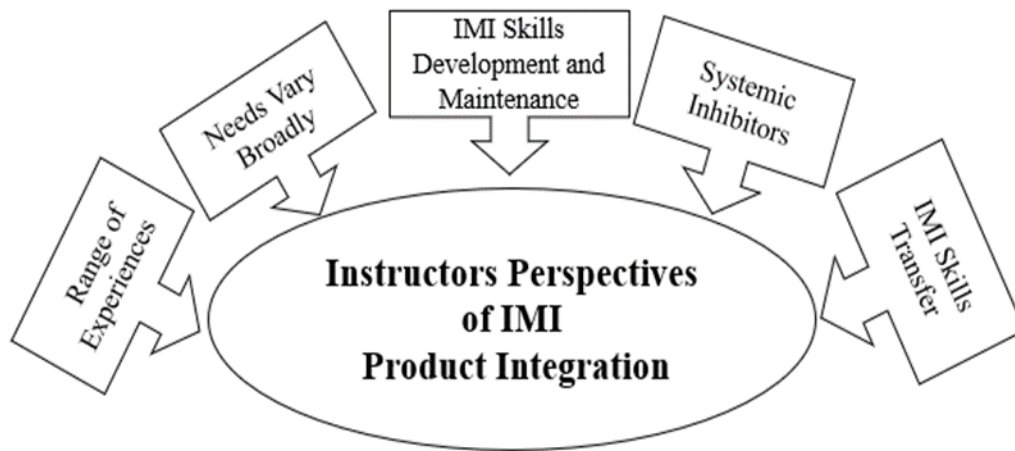 Range of
Experiences
Needs Vary
Broadly
IMI Skills
Development and
Maintenance
Systemic
Inhibitors
IMI Skills
Transfer
Instructors Perspectives
of IMI
Product Integration